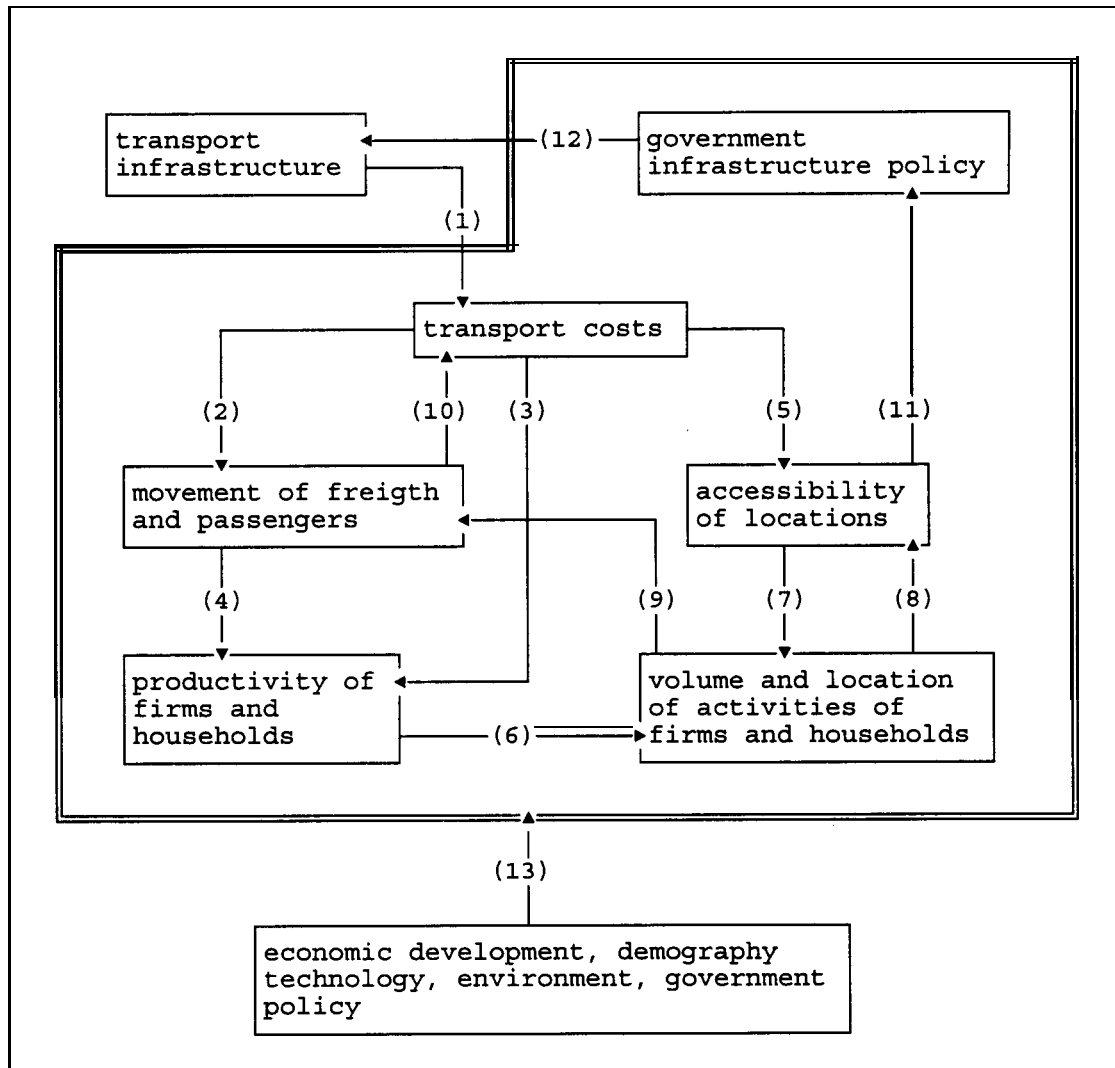 transport
infrastructure
(12)
government
infrastructure policy
(1)
transport costs
(2)
(10)
(3)
(5)
(11)
movement of freigth
and passengers
accessibility
of locations
(4)
(9)
(7)
(8)
productivity of
firms and
households
(6)
volume and location
of activities of
firms and households
(13)
economic development, demography
technology, environment, government
policy